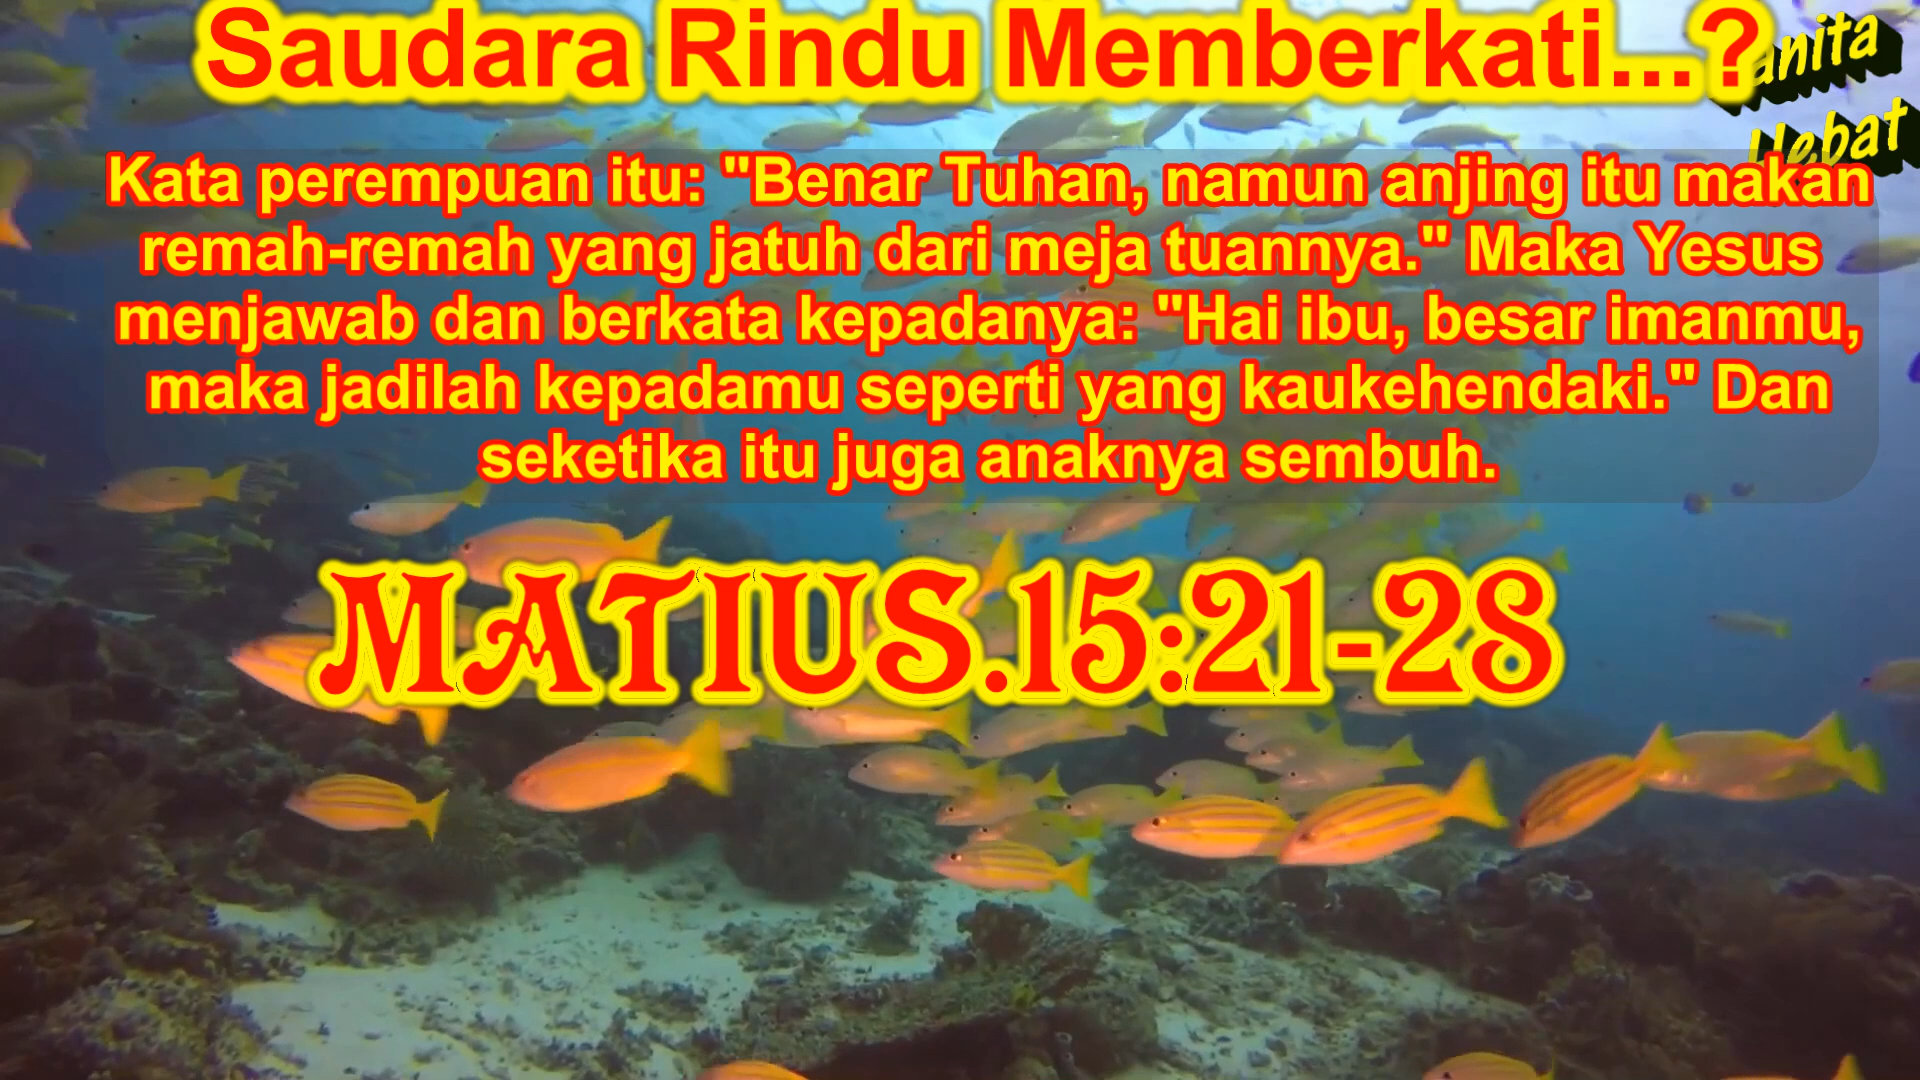 Saudara Rindu Memberkati...?
anita
Hebat
Kata perempuan itu: "Benar Tuhan, namun anjing itu makan
remah-remah yang jatuh dari meja tuannya." Maka Yesus
menjawab dan berkata kepadanya: "Hai ibu, besar imanmu,
maka jadilah kepadamu seperti yang kaukehendaki." Dan
seketika itu juga anaknya sembuh.
MATIUS.15:21-28